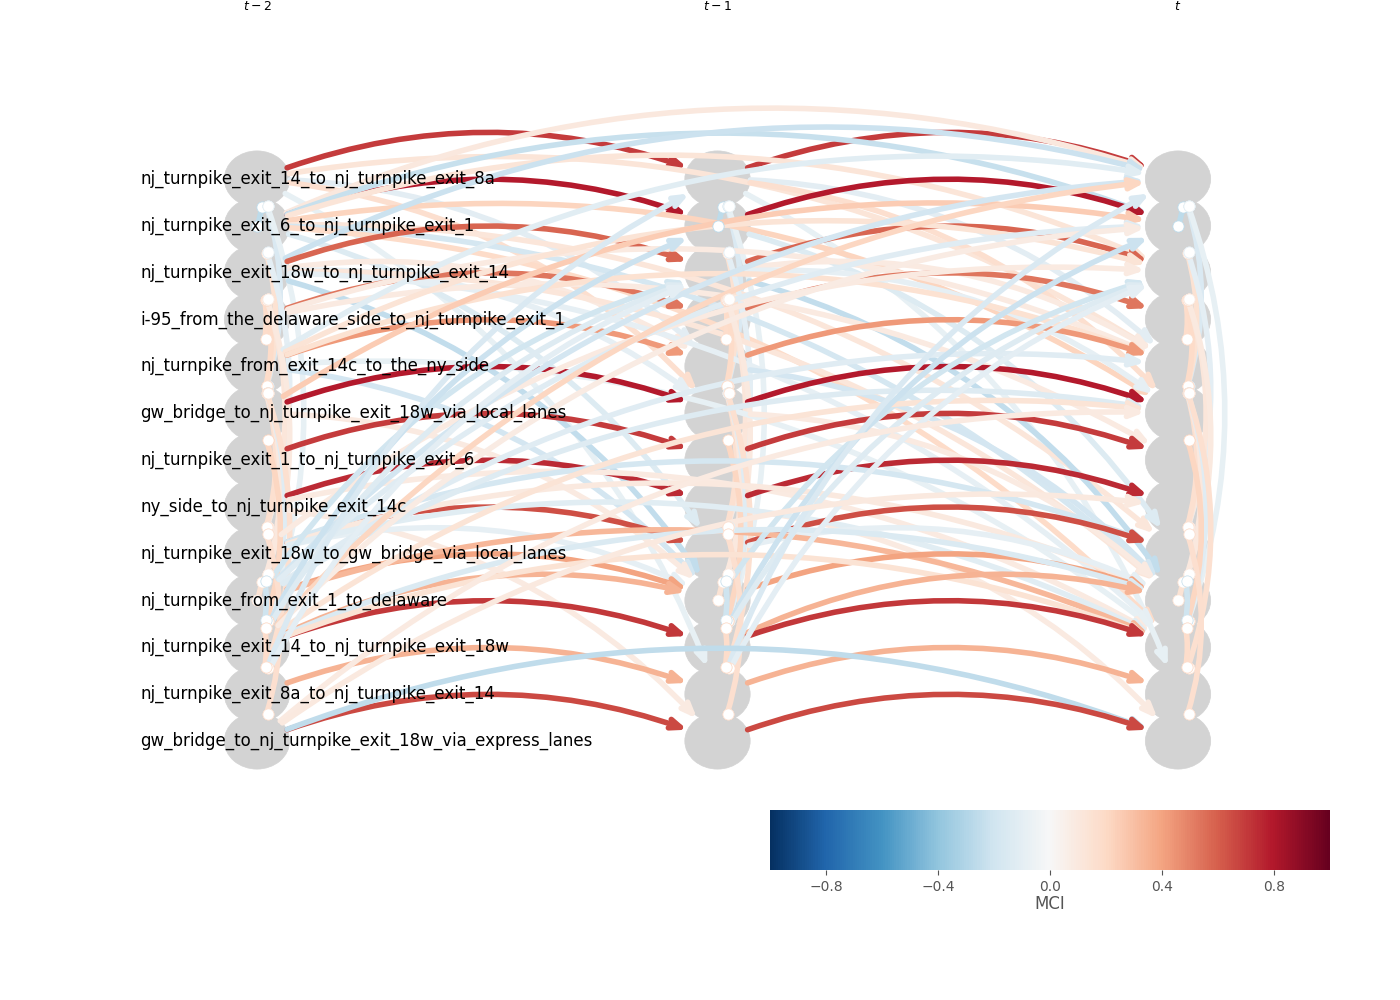 t − 2 t − 1 t
nj_turnpike_exit_14_to_nj_turnpike_exit_8a
nj_turnpike_exit_6_to_nj_turnpike_exit_1
nj_turnpike_exit_18w_to_nj_turnpike_exit_14
i-95_from_the_delaware_side_to_nj_turnpike_exit_1
nj_turnpike_from_exit_14c_to_the_ny_side
gw_bridge_to_nj_turnpike_exit_18w_via_local_lanes
nj_turnpike_exit_1_to_nj_turnpike_exit_6
ny_side_to_nj_turnpike_exit_14c
nj_turnpike_exit_18w_to_gw_bridge_via_local_lanes
nj_turnpike_from_exit_1_to_delaware
nj_turnpike_exit_14_to_nj_turnpike_exit_18w
nj_turnpike_exit_8a_to_nj_turnpike_exit_14
gw_bridge_to_nj_turnpike_exit_18w_via_express_lanes
−0.8 −0.4 0.0 0.4 0.8
MCI